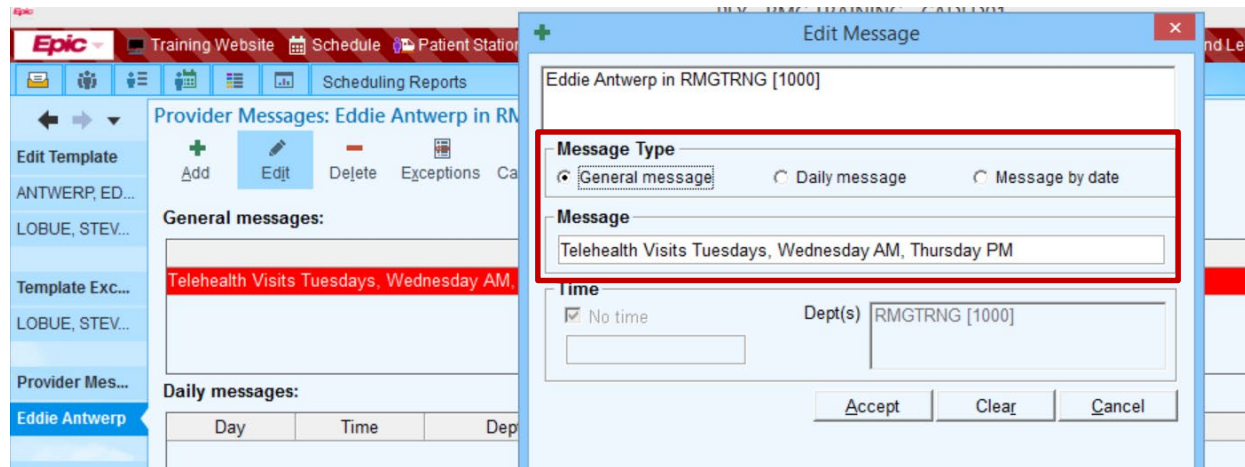 Epic
Edit Message
Epic
Training Website
Schedule
Patient Station
Scheduling Reports
Provider Messages: Eddie Antwerp in
Add
Edit
Delete
Exceptions
Edit Template
ANTWERP, ED...
LOBUE, STEV...
Template Exc...
LOBUE, STEV...
Provider Mes...
Eddie Antwerp
General messages:
Telehealth Visits Tuesdays, Wednesday AM,
Daily messages:
Day Time
Eddie Antwerp in RMGTRNG [1000]
Message Type
General message
Daily message
Message by date
Message
Telehealth Visits Tuesdays, Wednesday AM, Thursday PM
Time
No time
Dept(s)
RMGTRNG [1000]
Accept
Clear
Cancel